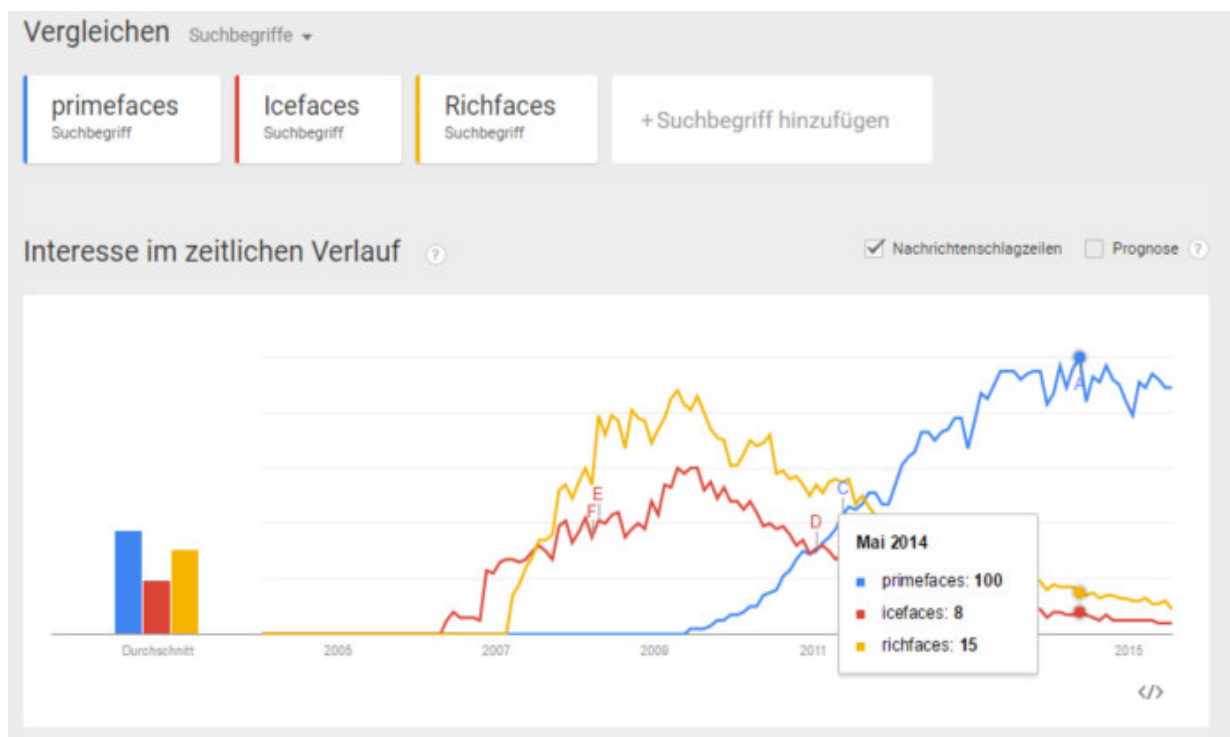 Vergleichen Suchbegriffe
primefaces
Suchbegriff
Icefaces
Suchbegriff
Richfaces
Suchbegriff
+Suchbegriff hinzufügen
Interesse im zeitlichen Verlauf ?
Nachrichtenschlagzeilen Prognose ?
A
E
F
C
D
Mai 2014
primefaces: 100
icefaces: 8
richfaces: 15
Durchschnitt 2005 2007 2009 2011 2015
</>